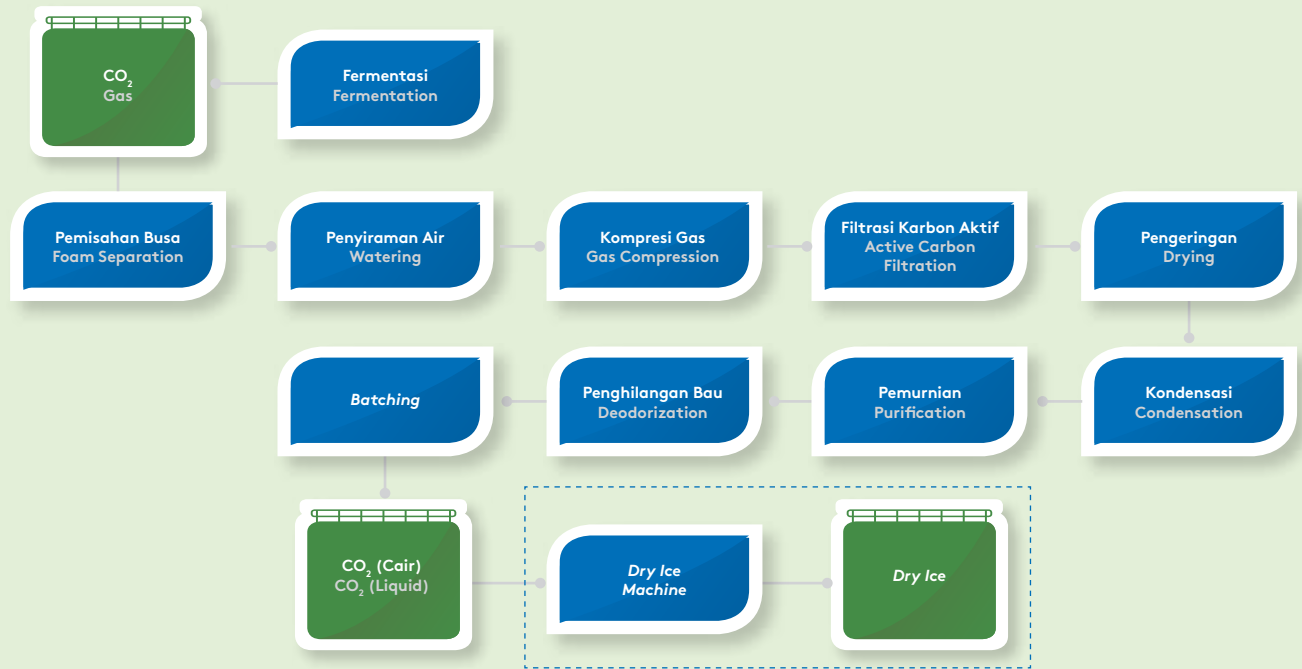 CO₂
Gas
Fermentasi
Fermentation
Pemisahan Busa
Foam Separation
Penyiraman Air
Watering
Kompresi Gas
Gas Compression
Filtrasi Karbon Aktif
Active Carbon
Filtration
Pengeringan
Drying
Batching
Penghilangan Bau
Deodorization
Pemurnian
Purification
Kondensasi
Condensation
CO₂ (Cair)
CO₂ (Liquid)
Dry Ice
Machine
Dry Ice